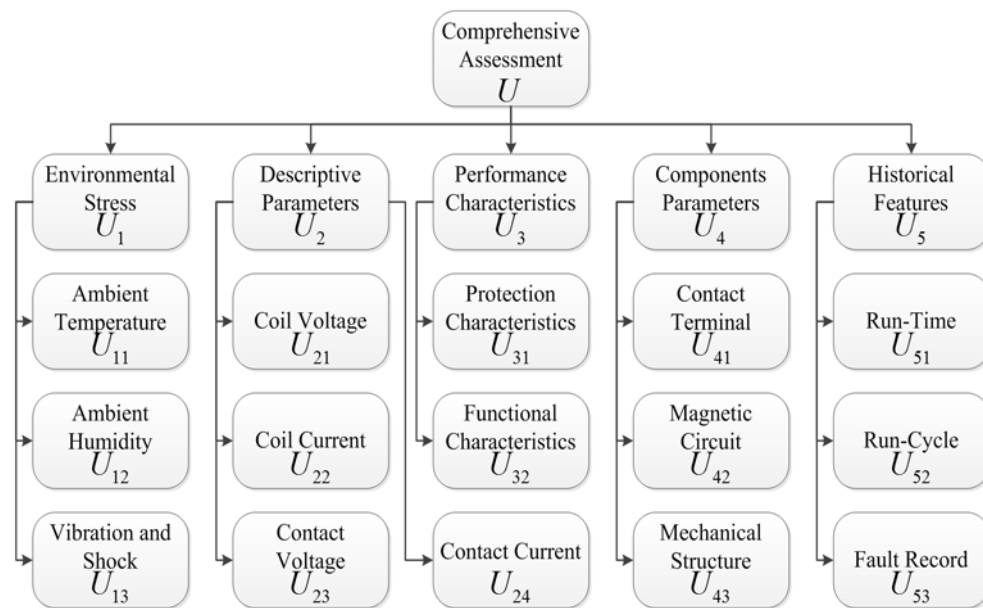 Comprehensive
Assessment
U
Environmental
Stress
U1
Descriptive
Parameters
U2
Performance
Characteristics
U3
Components
Parameters
U4
Historical
Features
U5
Ambient
Temperature
U11
Coil Voltage
U21
Protection
Characteristics
U31
Contact
Terminal
U41
Run-Time
U51
Ambient
Humidity
U12
Coil Current
U22
Functional
Characteristics
U32
Magnetic
Circuit
U42
Run-Cycle
U52
Vibration and
Shock
U13
Contact
Voltage
U23
Contact Current
U24
Mechanical
Structure
U43
Fault Record
U53